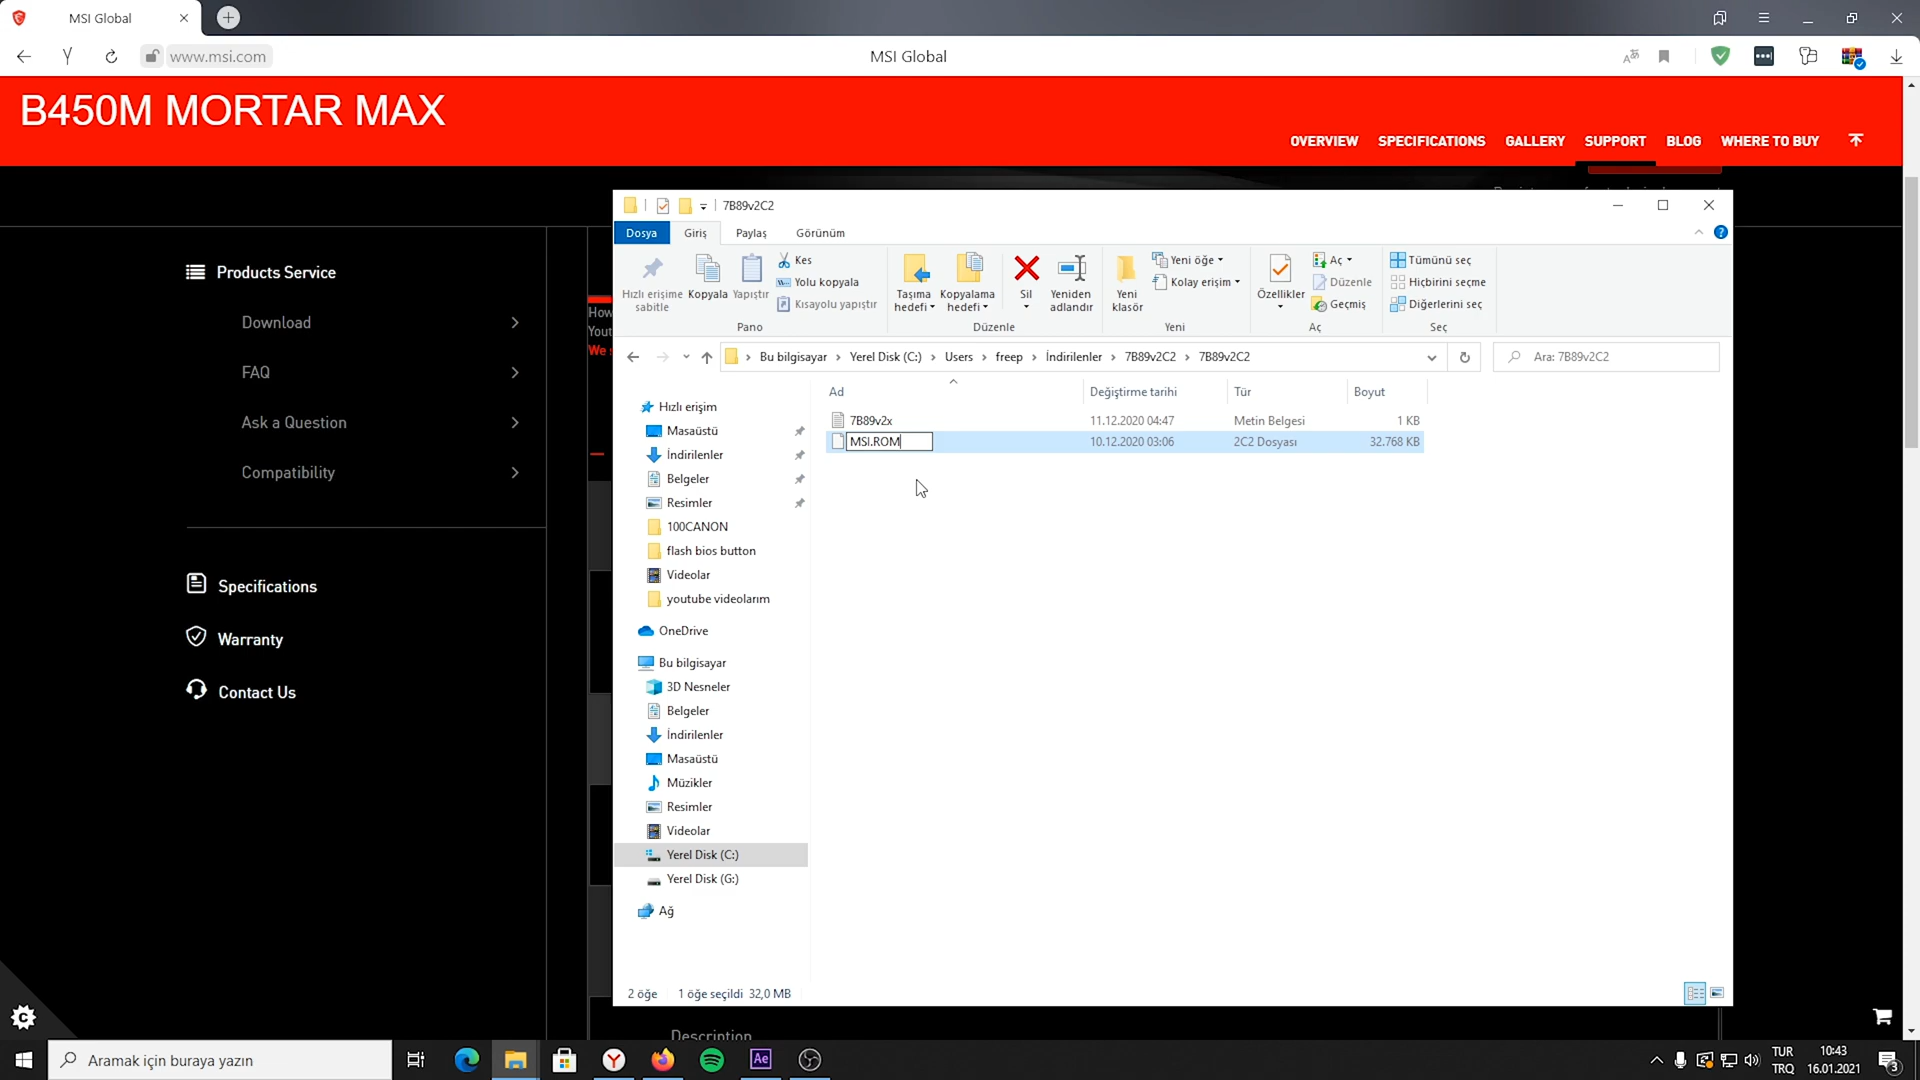 MSI Global
www.msi.com
MSI Global
B450M MORTAR MAX
OVERVIEW SPECIFICATIONS GALLERY SUPPORT BLOG WHERE TO BUY
Products Service
Download
FAQ
Ask a Question
Compatibility
Specifications
Warranty
Contact Us
How
Yout
We
7B89v2C2
Dosya Giriş Paylaş Görünüm
Hızlı erişime sabitle
Kopyala
Yapıştır
Kes
Yolu kopyala
Kısayolu yapıştır
Pano
Taşıma hedefi
Kopyalama hedefi
Sil
Yeniden adlandır
Düzenle
Yeni klasör
Yeni öğe
Kolay erişim
Yeni
Özellikler
Aç
Düzenle
Geçmiş
Aç
Tümünü seç
Hiçbirini seçme
Diğerlerini seç
Seç
Bu bilgisayar Yerel Disk (C:) Users freep İndirilenler 7B89v2C2 7B89v2C2
Ara: 7B89v2C2
Ad Değiştirme tarihi Tür Boyut
7B89v2x 11.12.2020 04:47 Metin Belgesi 1 KB
MSI.ROM 10.12.2020 03:06 2C2 Dosyası 32.768 KB
Hızlı erişim
Masaüstü
İndirilenler
Belgeler
Resimler
100CANON
flash bios button
Videolar
youtube videolarım
OneDrive
Bu bilgisayar
3D Nesneler
Belgeler
İndirilenler
Masaüstü
Müzikler
Resimler
Videolar
Yerel Disk (C:)
Yerel Disk (G:)
Ağ
2 öğe 1 öğe seçildi 32,0 MB
Description
Aramak için buraya yazın
Ae
TUR
TRQ
10:43
16.01.2021
3